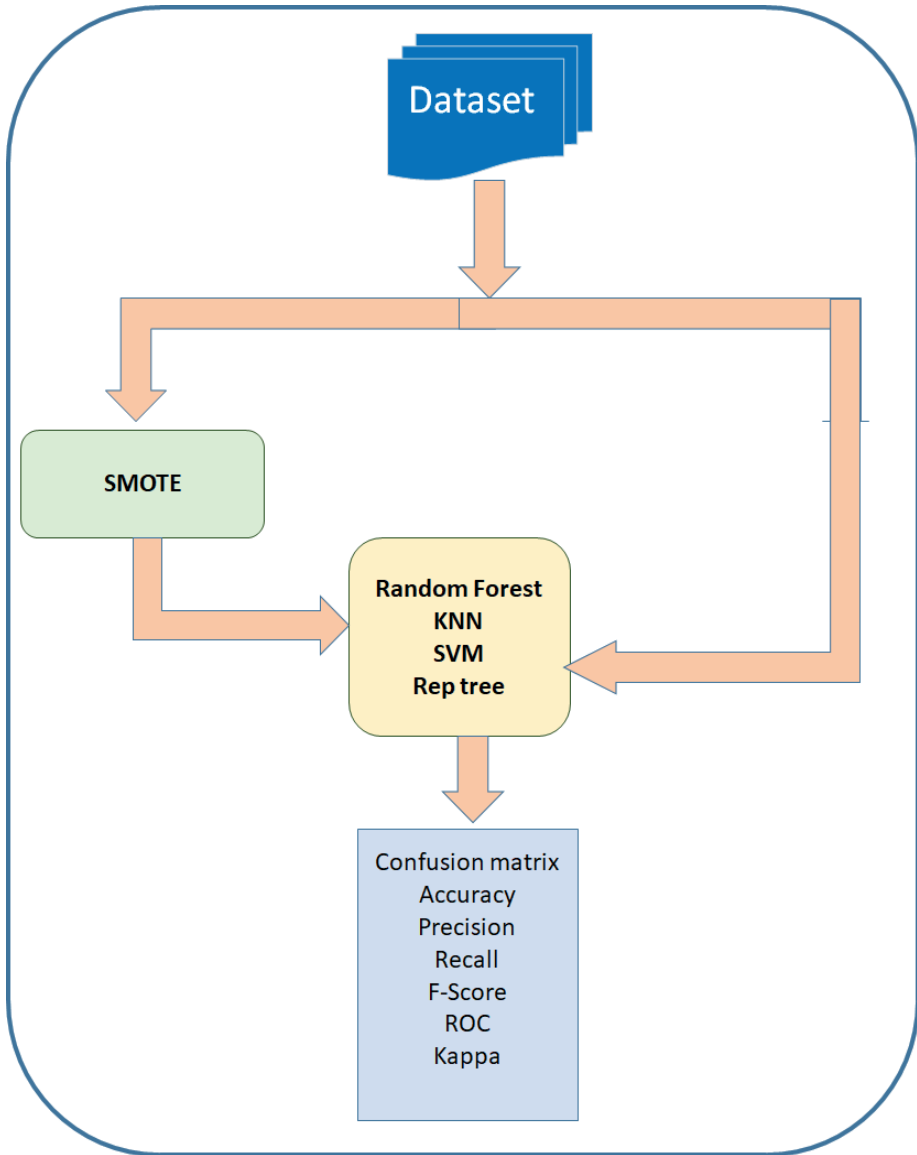 Dataset
SMOTE
Random Forest
KNN
SVM
Rep tree
Confusion matrix
Accuracy
Precision
Recall
F-Score
ROC
Kappa